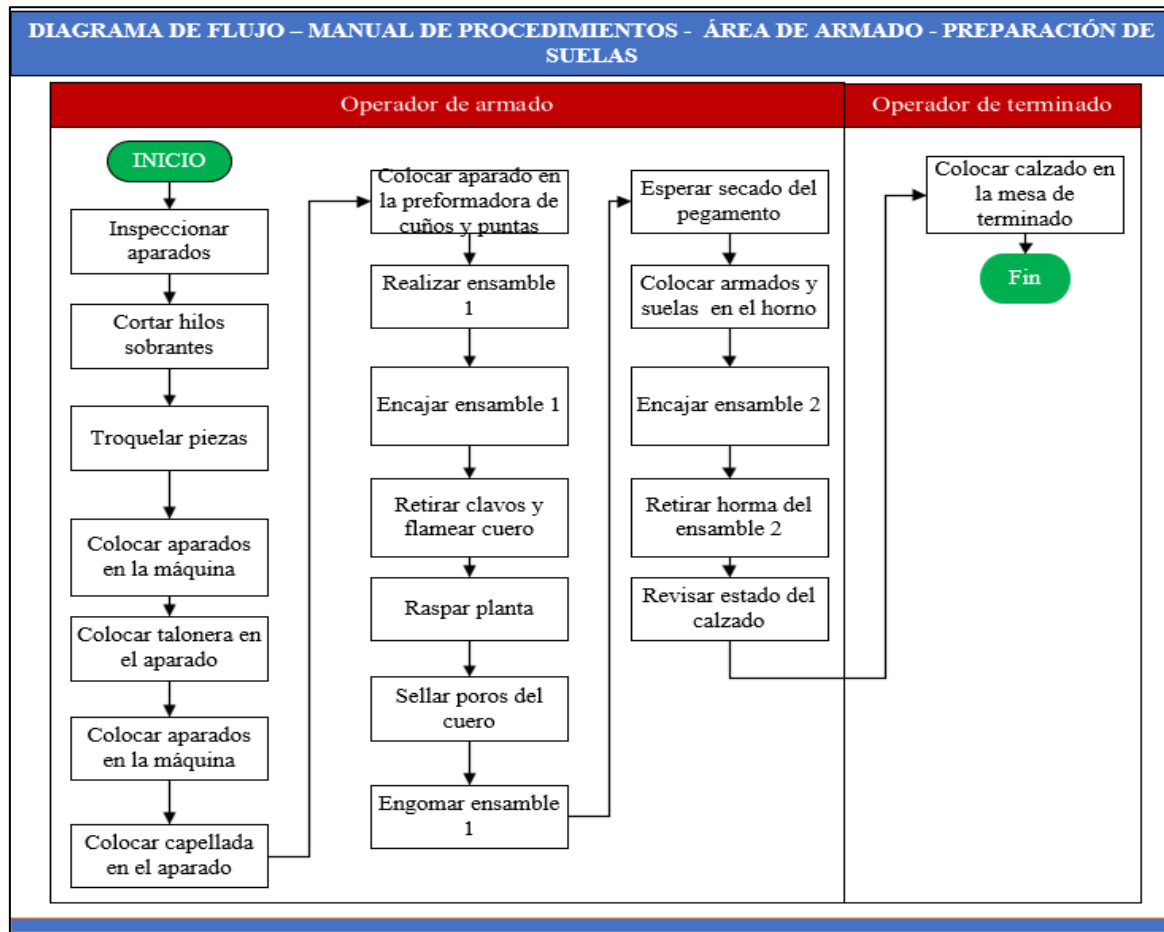 DIAGRAMA DE FLUJO – MANUAL DE PROCEDIMIENTOS - ÁREA DE ARMADO - PREPARACIÓN DE
SUELAS
Operador de armado
Operador de terminado
INICIO
Inspeccionar
aparados
Cortar hilos
sobrantes
Troquelar piezas
Colocar aparados
en la máquina
Colocar talonera en
el aparado
Colocar aparados
en la máquina
Colocar capellada
en el aparado
Colocar aparado en
la preformadora de
cuños y puntas
Realizar ensamble
1
Encajar ensamble 1
Retirar clavos y
flamear cuero
Raspar planta
Sellar poros del
cuero
Engomar ensamble
1
Esperar secado del
pegamento
Colocar armados y
suelas en el horno
Encajar ensamble 2
Retirar horma del
ensamble 2
Revisar estado del
calzado
Colocar calzado en
la mesa de
terminado
Fin